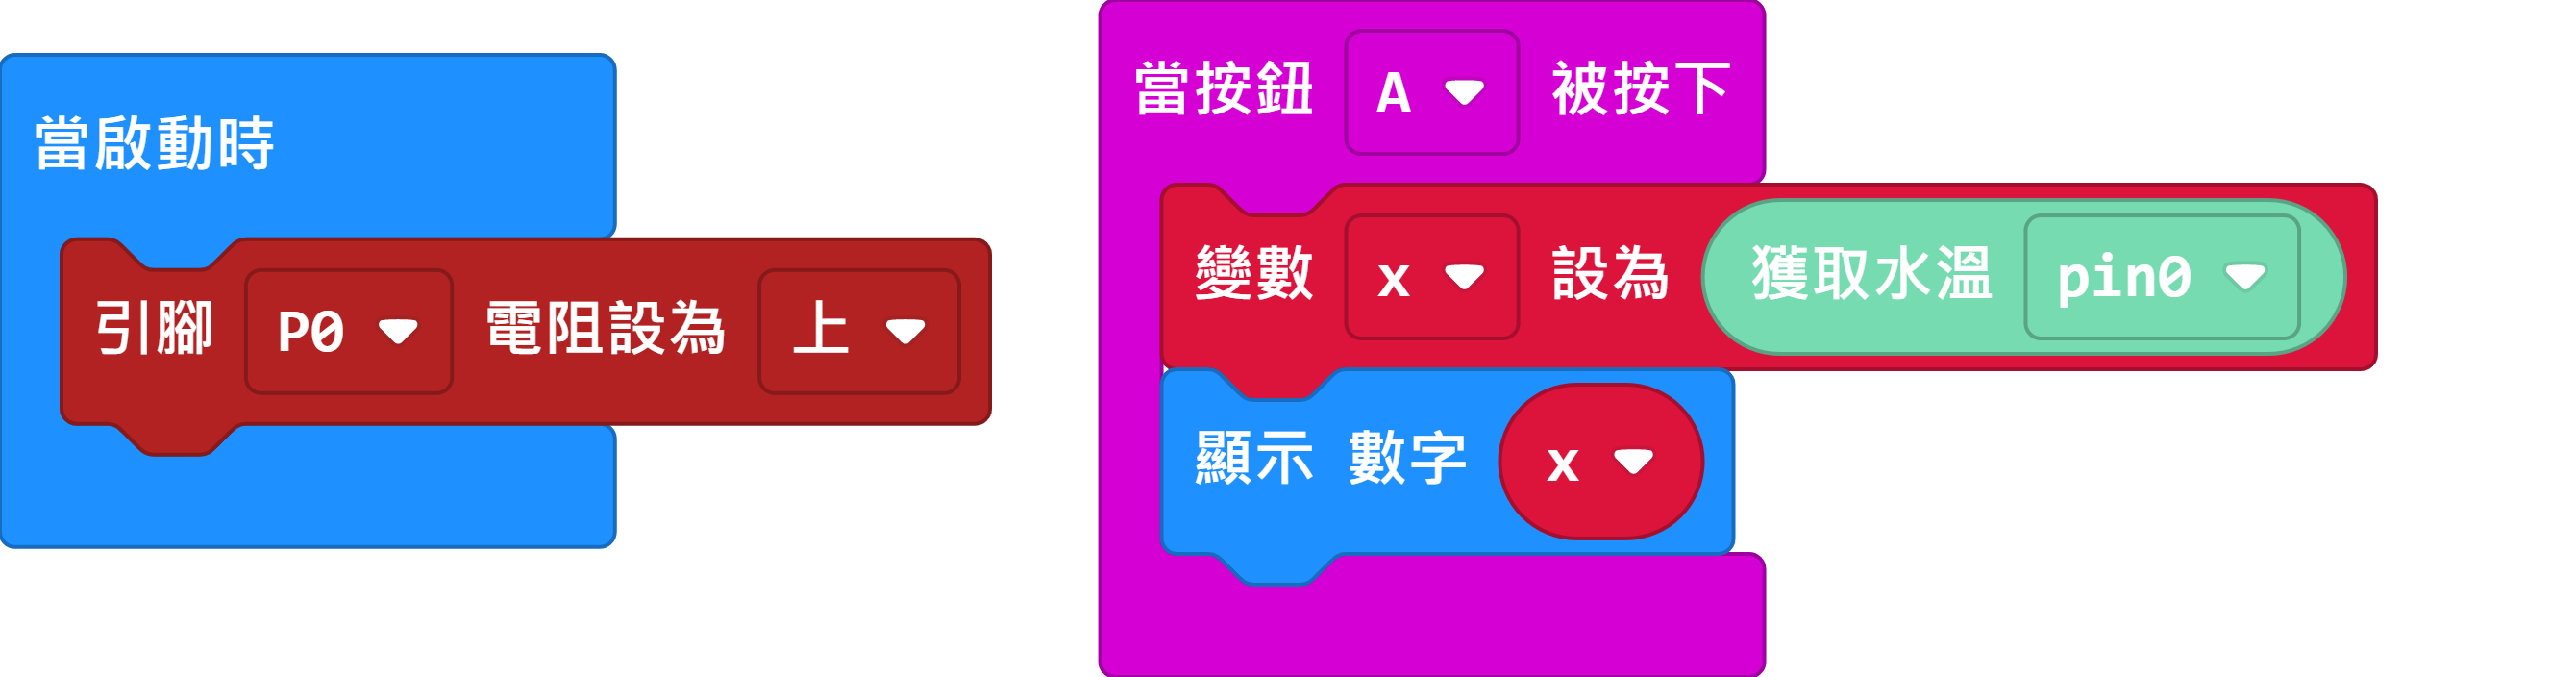 當啟動時
引腳 P0 電阻設為 上
當按鈕 A 被按下
變數 x 設為 獲取水溫 pin0
顯示 數字 x